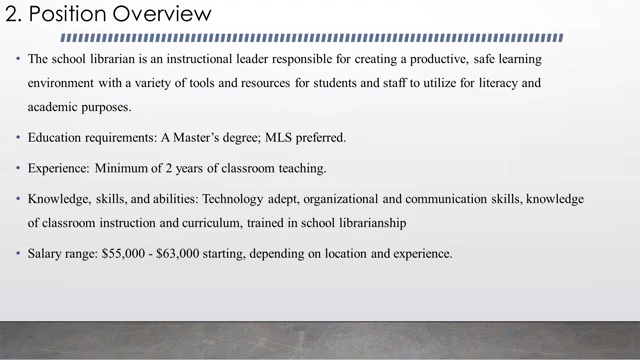 2. Position Overview
• The school librarian is an instructional leader responsible for creating a productive, safe learning
environment with a variety of tools and resources for students and staff to utilize for literacy and
academic purposes.
• Education requirements: A Master’s degree; MLS preferred.
• Experience: Minimum of 2 years of classroom teaching.
• Knowledge, skills, and abilities: Technology adept, organizational and communication skills, knowledge
of classroom instruction and curriculum, trained in school librarianship
• Salary range: $55,000 - $63,000 starting, depending on location and experience.